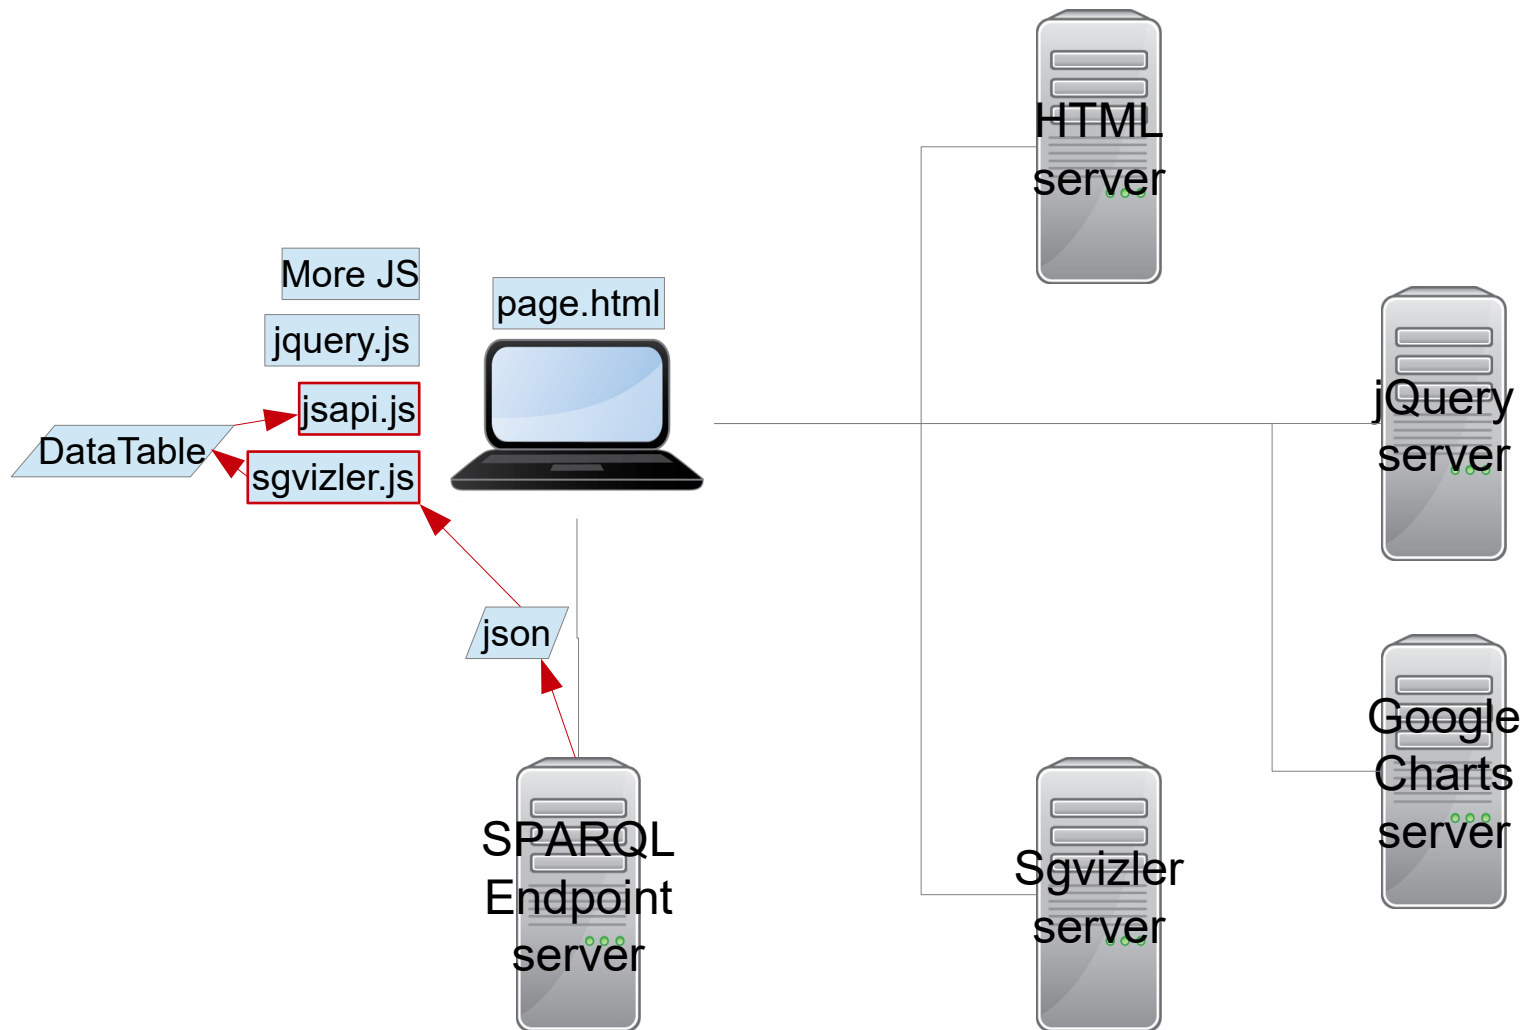 HTML
server
More JS
page.html
jquery.js
jsapi.js
jQuery
server
DataTable
sgvizler.js
json
Google
Charts
server
SPARQL
Endpoint
server
Sgvizler
server